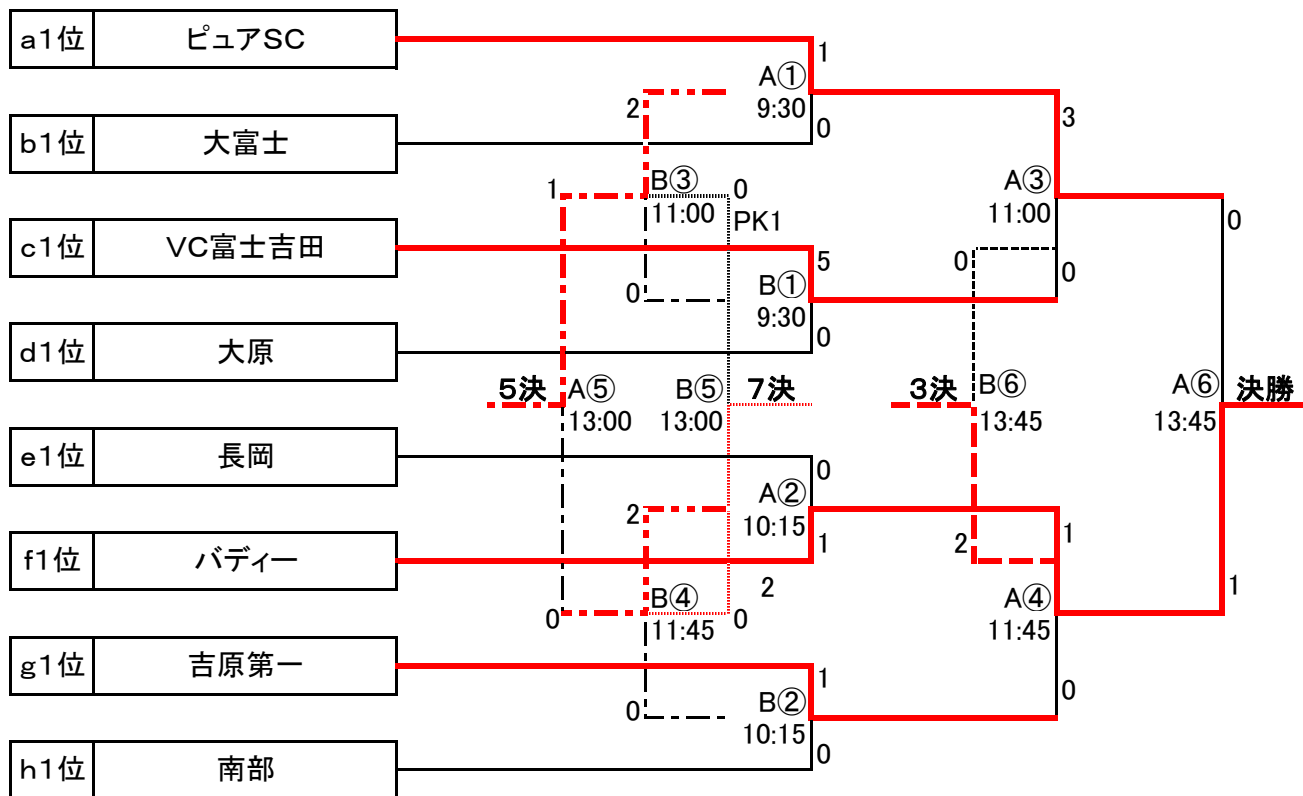 a1位 ピュアSC
1
A①
9:30
2
3
0
b1位 大富士
1
B③
0
A③
11:00
PK1
11:00
0
c1位 VC富士吉田
5
0
0
B①
0
9:30
0
d1位 大原
5決
A⑤
B⑤
7決
3決
B⑥
A⑥
決勝
13:00
13:00
13:45
13:45
e1位 長岡
0
A②
2
10:15
1
2
1
f1位 バディー
2
1
B④
A④
0
11:45
0
11:45
g1位 吉原第一
1
0
B②
0
10:15
0
h1位 南部